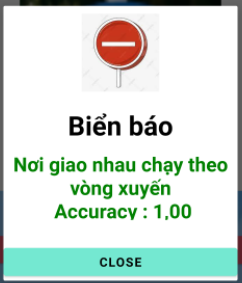 Biển báo
Nơi giao nhau chạy theo
vòng xuyến
Accuracy : 1,00
CLOSE